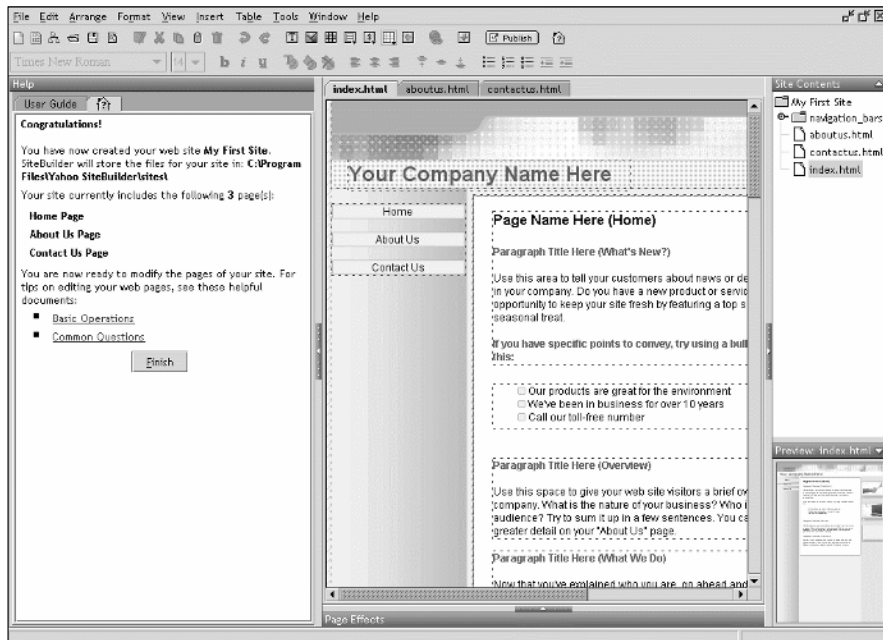 File Edit Arrange Format View Insert Table Tools Window Help
Publish
Times New Roman 14 b i u
Help
User Guide
Congratulations!
You have now created your web site My First Site.
SiteBuilder will store the files for your site in: C:\Program
Files\Yahoo SiteBuilder\sites\
Your site currently includes the following 3 page(s):
Home Page
About Us Page
Contact Us Page
You are now ready to modify the pages of your site. For
tips on editing your web pages, see these helpful
documents:
Basic Operations
Common Questions
Finish
index.html aboutus.html contactus.html
Your Company Name Here
Home
About Us
Contact Us
Page Name Here (Home)
Paragraph Title Here (What's New?)
Use this area to tell your customers about news or de
in your company. Do you have a new product or servic
opportunity to keep your site fresh by featuring a top s
seasonal treat.
If you have specific points to convey, try using a bull
this:
Our products are great for the environment
We've been in business for over 10 years
Call our toll-free number
Paragraph Title Here (Overview)
Use this space to give your web site visitors a brief ov
company. What is the nature of your business? Who i
audience? Try to sum it up in a few sentences. You ca
greater detail on your "About Us" page.
Paragraph Title Here (What We Do)
Now that you've explained who you are, go ahead and
Page Effects
Site Contents
My First Site
navigation_bars
aboutus.html
contactus.html
index.html
Preview: index.html